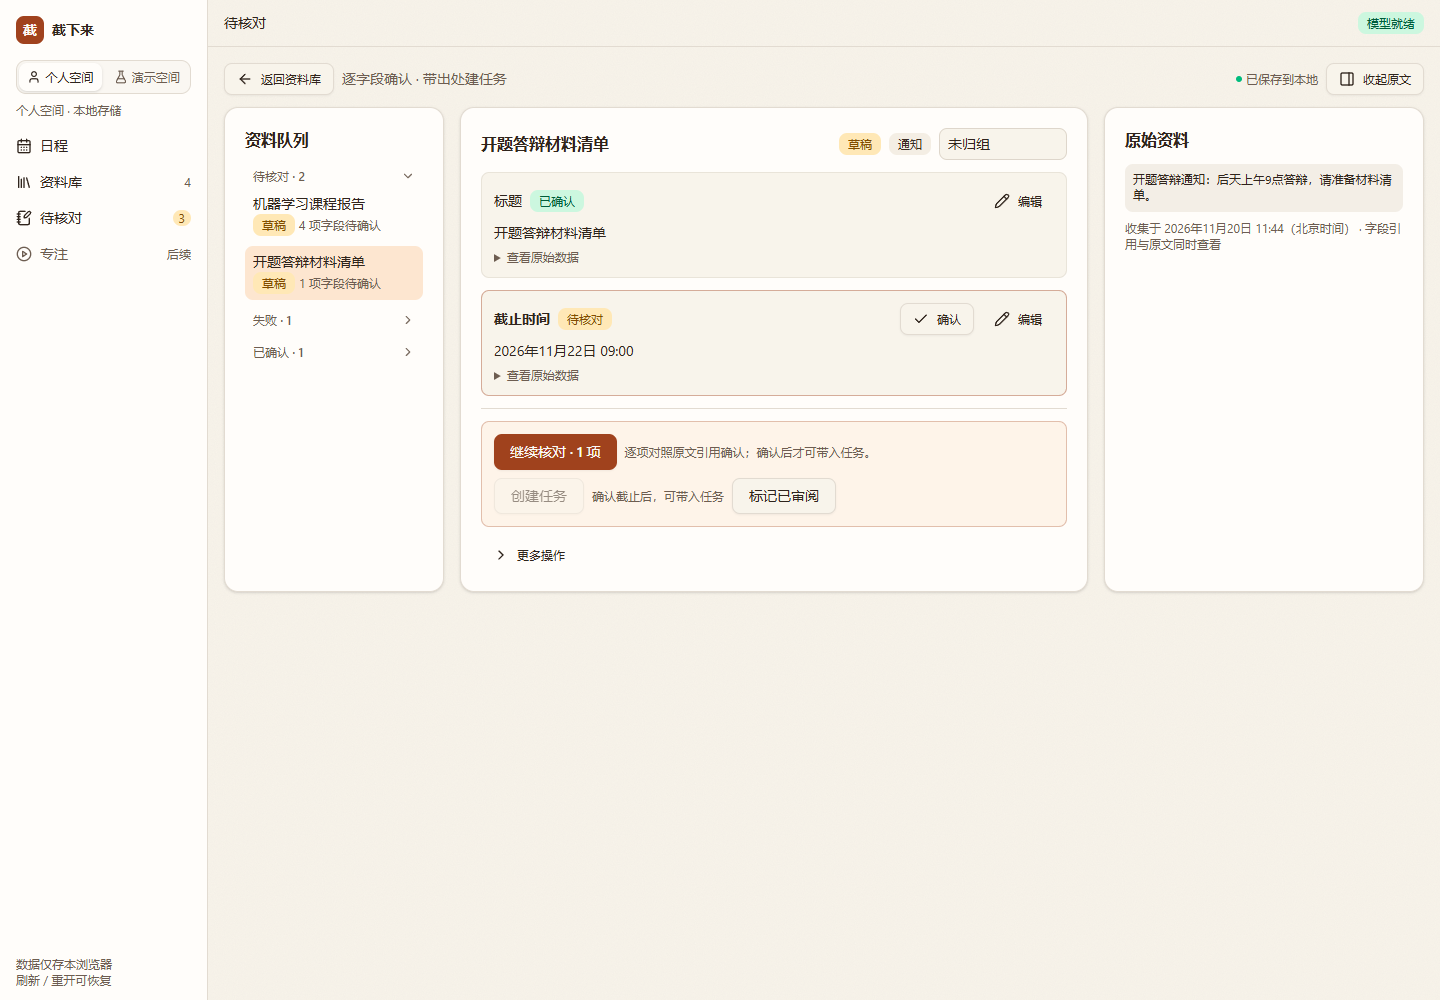 截 截下来
个人空间 演示空间
个人空间 · 本地存储
日程
资料库 4
待核对 3
专注 后续
数据仅存本浏览器
刷新 / 重开可恢复
待核对 模型就绪
返回资料库 逐字段确认 · 带出处建任务 已保存到本地 收起原文
资料队列
待核对 · 2
机器学习课程报告
草稿 4 项字段待确认
开题答辩材料清单
草稿 1 项字段待确认
失败 · 1
已确认 · 1
开题答辩材料清单 草稿 通知 未归组
标题 已确认 编辑
开题答辩材料清单
查看原始数据
截止时间 待核对 确认 编辑
2026年11月22日 09:00
查看原始数据
继续核对 · 1 项 逐项对照原文引用确认；确认后才可带入任务。
创建任务 确认截止后，可带入任务 标记已审阅
更多操作
原始资料
开题答辩通知：后天上午9点答辩，请准备材料清
单。
收集于 2026年11月20日 11:44（北京时间） · 字段引
用与原文同时查看